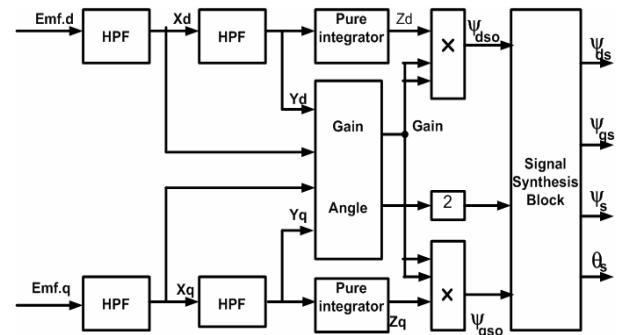 Emf.d
HPF
Xd
HPF
Pure
integrator
Zd
×
Ψdso
Ψds
Yd
Gain
Gain
Ψqs
Signal
Synthesis
Block
Angle
2
Ψs
Yq
θs
Emf.q
HPF
Xq
HPF
Pure
integrator
Zq
×
Ψqso